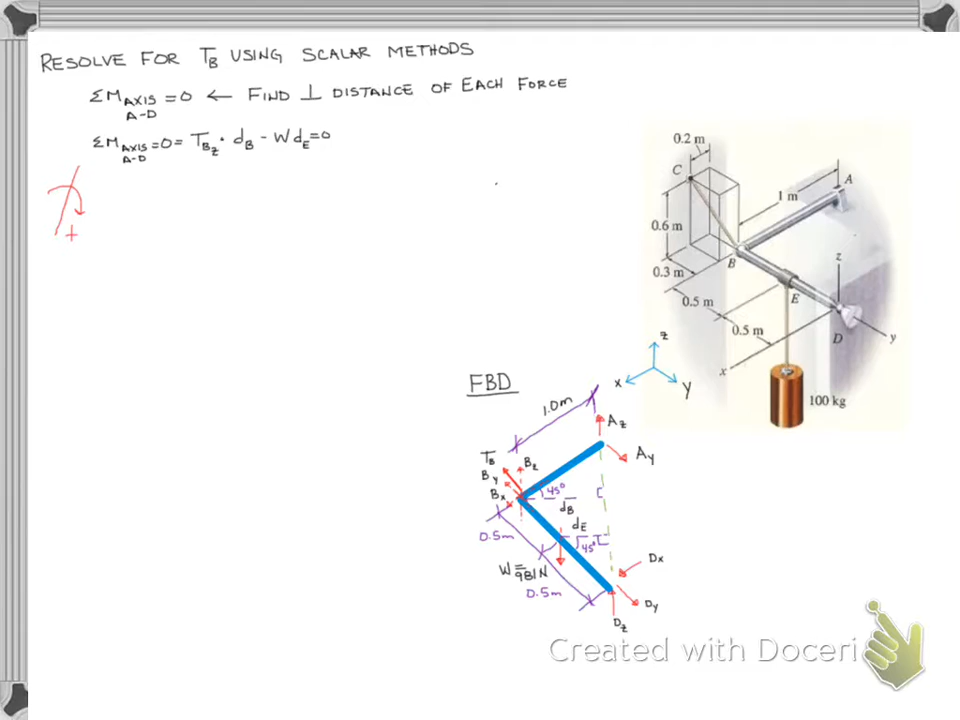 RESOLVE FOR TB USING SCALAR METHODS
ΣM AXIS A-D = 0 ← FIND ⊥ DISTANCE OF EACH FORCE
ΣM AXIS A-D = 0 = TBz · dB - WdE = 0
+
0.2 m
C
A
1 m
0.6 m
B
z
0.3 m
0.5 m
E
0.5 m
D
y
x
100 kg
z
x
y
FBD
1.0m
Az
Ay
TB
Bz
By
Bx
45°
dB
dE
0.5m
45°
W=981N
0.5m
Dx
Dy
Dz
Created with Doceri